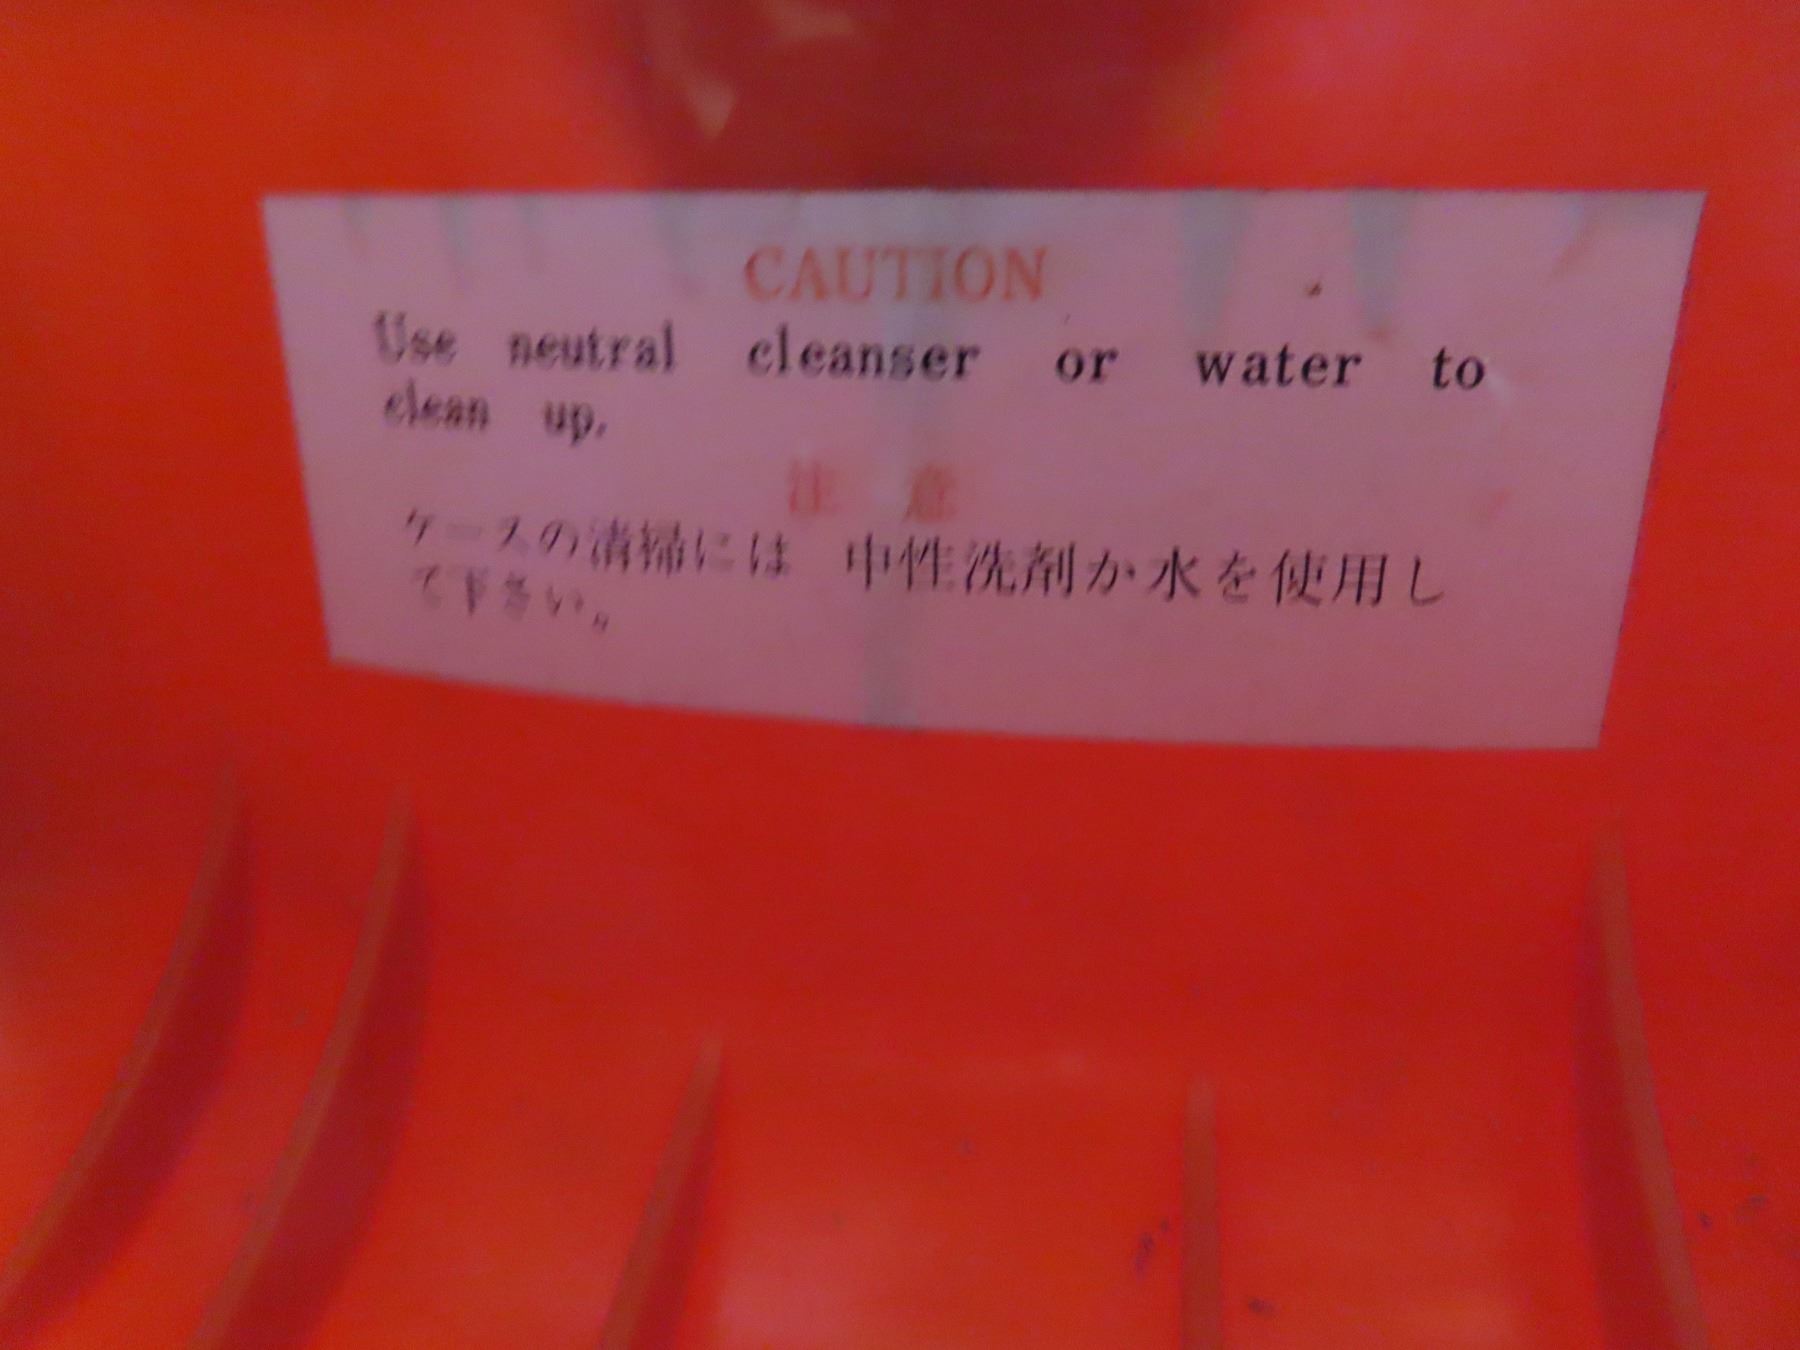 CAUTION
Use neutral cleanser or water to
clean up.
注 意
ケースの清掃には 中性洗剤か水を使用し
て下さい。